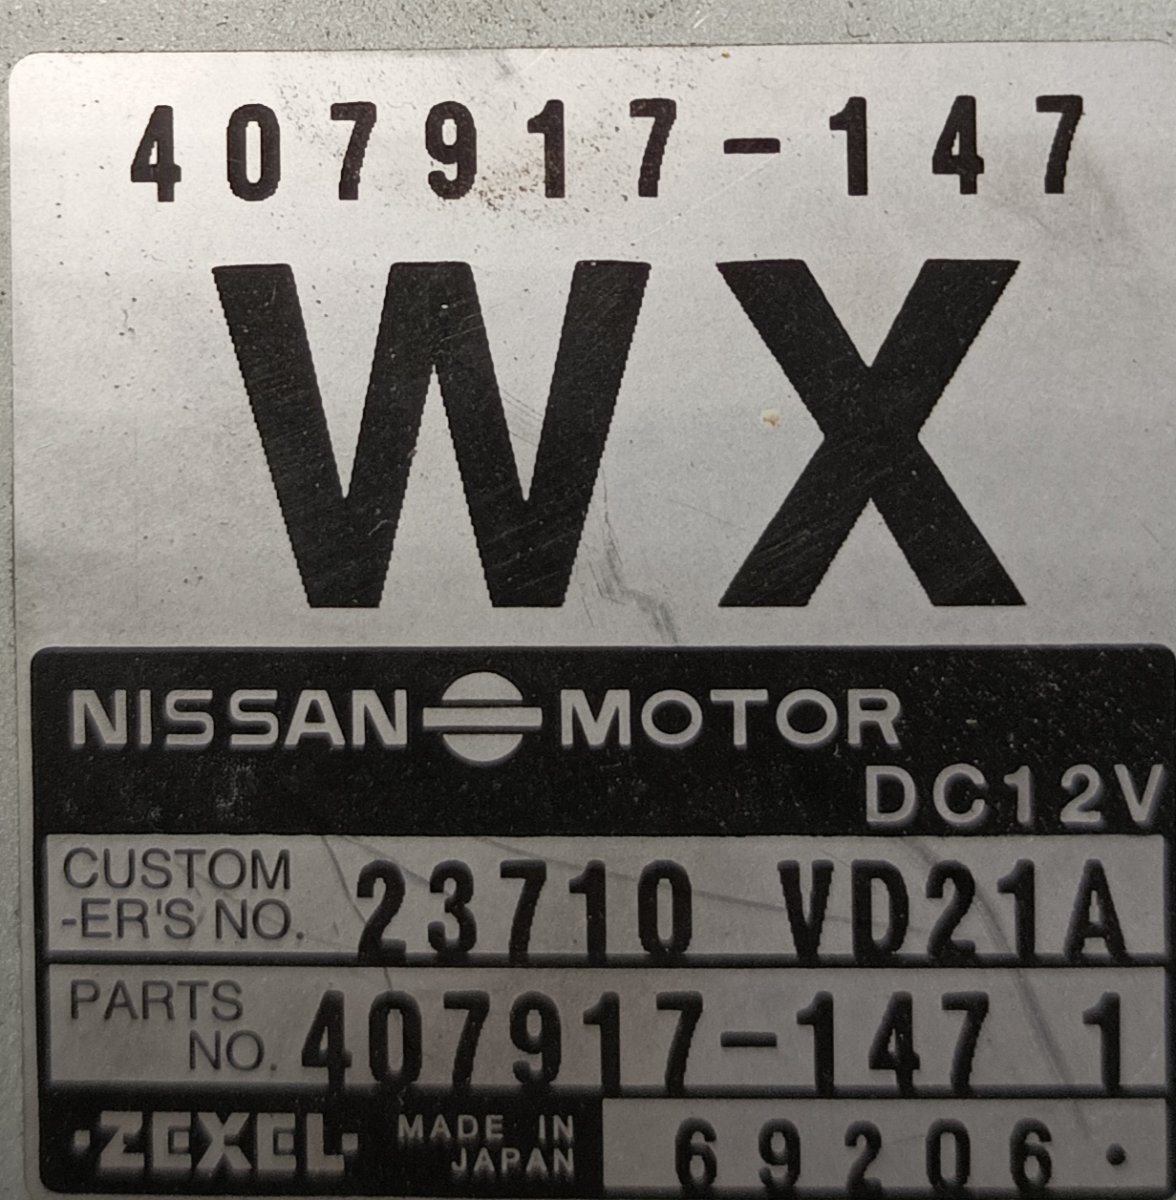 407917-147
WX
NISSAN MOTOR
DC12V
CUSTOM
-ER'S NO. 23710 VD21A
PARTS
NO. 407917-147 1
·ZEXEL· MADE IN
JAPAN
69206·